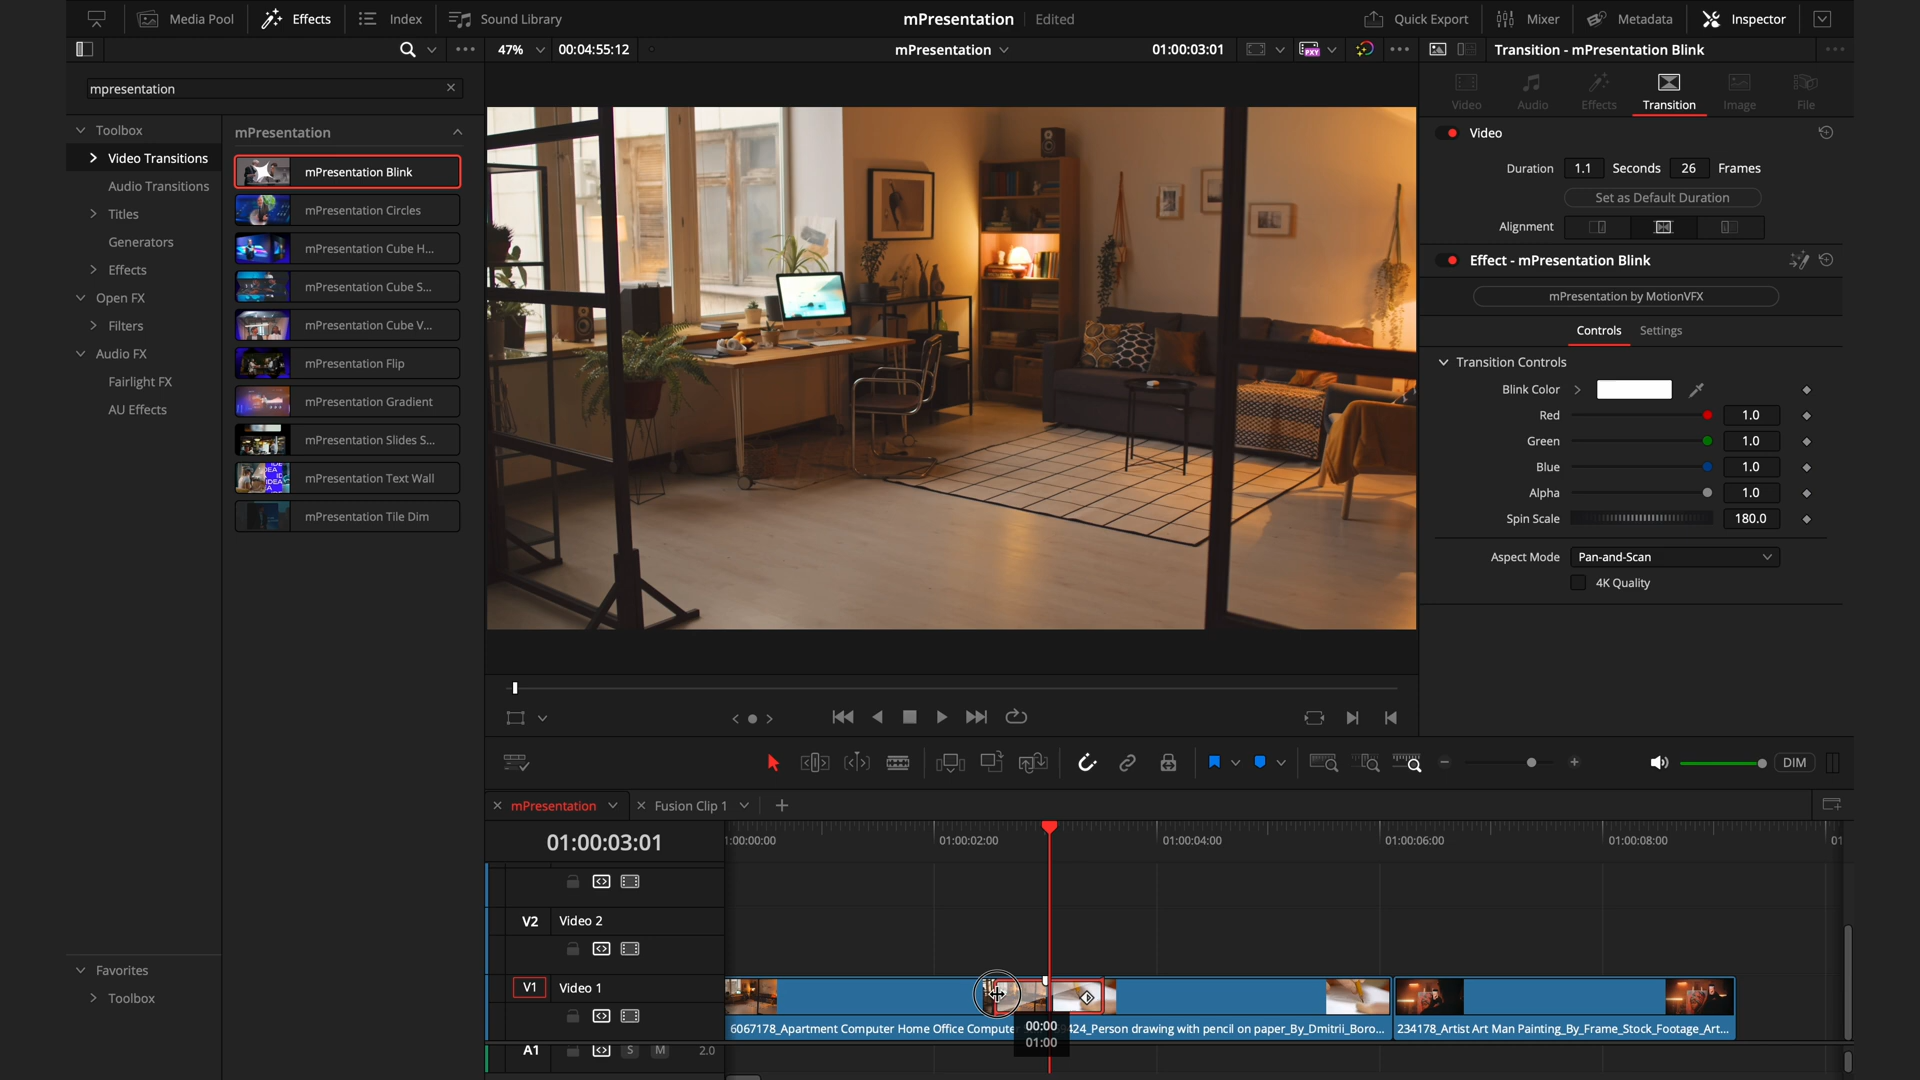 Media Pool
Effects
Index
Sound Library
mPresentation
Edited
Quick Export
Mixer
Metadata
Inspector
47%
00:04:55:12
mPresentation
01:00:03:01
PXY
Transition - mPresentation Blink
mpresentation
Video
Audio
Effects
Transition
Image
File
Toolbox
Video Transitions
Audio Transitions
Titles
Generators
Effects
Open FX
Filters
Audio FX
Fairlight FX
AU Effects
mPresentation
mPresentation Blink
mPresentation Circles
mPresentation Cube H...
mPresentation Cube S...
mPresentation Cube V...
mPresentation Flip
mPresentation Gradient
mPresentation Slides S...
mPresentation Text Wall
mPresentation Tile Dim
Video
Duration 1.1 Seconds 26 Frames
Set as Default Duration
Alignment
Effect - mPresentation Blink
mPresentation by MotionVFX
Controls
Settings
Transition Controls
Blink Color
Red 1.0
Green 1.0
Blue 1.0
Alpha 1.0
Spin Scale 180.0
Aspect Mode Pan-and-Scan
4K Quality
DIM
mPresentation
Fusion Clip 1
01:00:03:01
1:00:00:00
01:00:02:00
01:00:04:00
01:00:06:00
01:00:08:00
01
V2 Video 2
V1 Video 1
A1 S M 2.0
6067178_Apartment Computer Home Office Compute
424_Person drawing with pencil on paper_By_Dmitrii_Boro...
234178_Artist Art Man Painting_By_Frame_Stock_Footage_Art...
00:00
01:00
Favorites
Toolbox